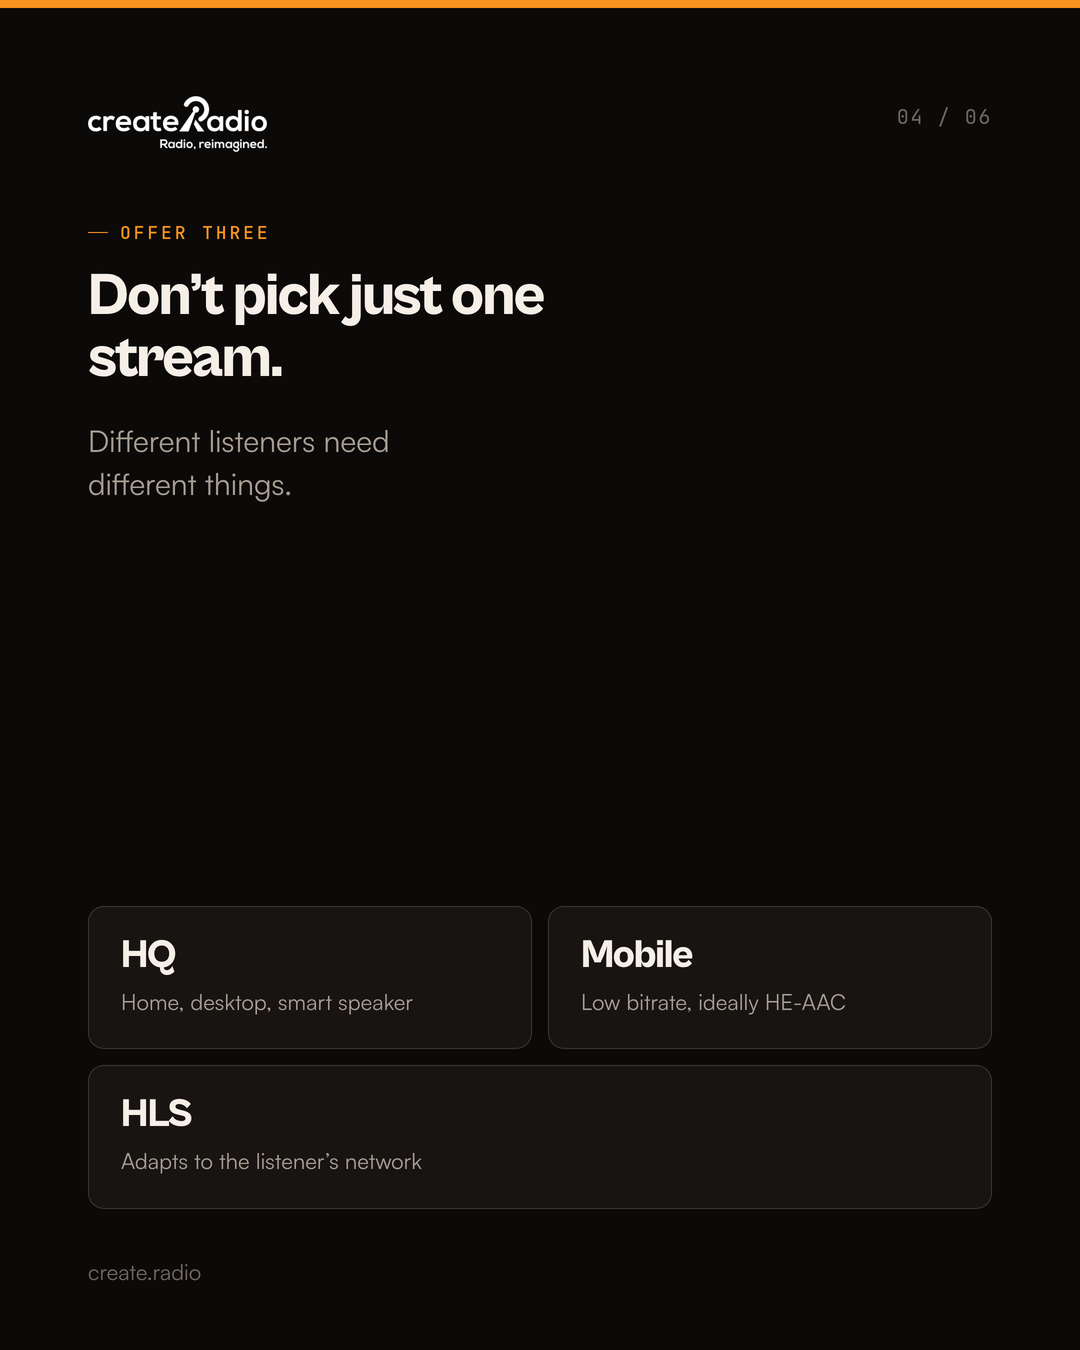 createRadio
Radio, reimagined.
04 / 06
— OFFER THREE
Don’t pick just one
stream.
Different listeners need
different things.
HQ
Home, desktop, smart speaker
Mobile
Low bitrate, ideally HE-AAC
HLS
Adapts to the listener’s network
create.radio